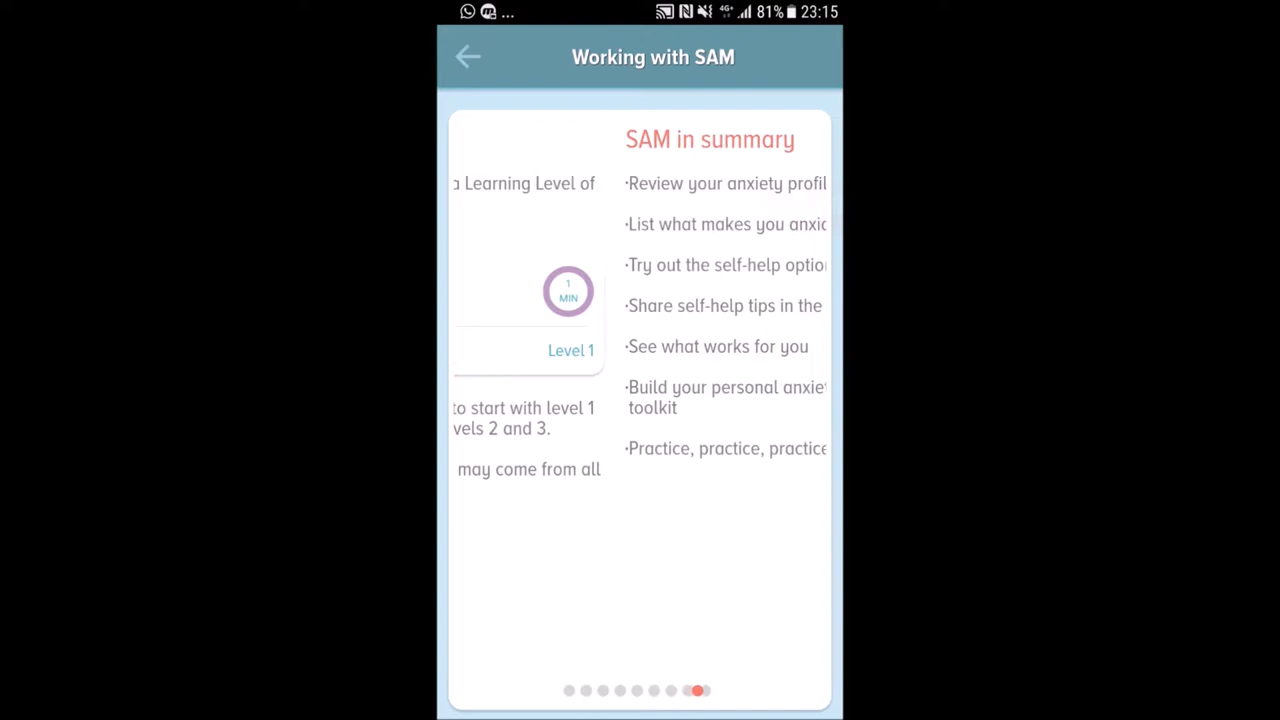 ... 81% 23:15
Working with SAM
a Learning Level of
1
MIN
Level 1
to start with level 1
vels 2 and 3.
may come from all
SAM in summary
·Review your anxiety profil
·List what makes you anxi
·Try out the self-help optio
·Share self-help tips in the
·See what works for you
·Build your personal anxie
toolkit
·Practice, practice, practice